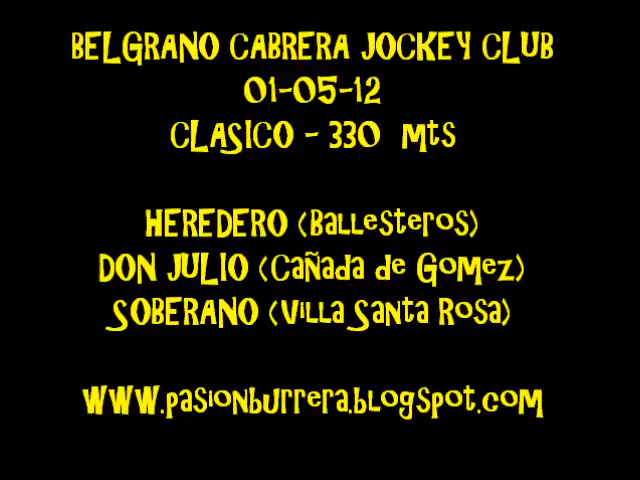 BELGRANO CABRERA JOCKEY CLUB
01-05-12
CLASICO - 330 Mts
HEREDERO (Ballesteros)
DON JULIO (Cañada de Gomez)
SOBERANO (Villa Santa Rosa)
WWW.pasionburrera.blogspot.com